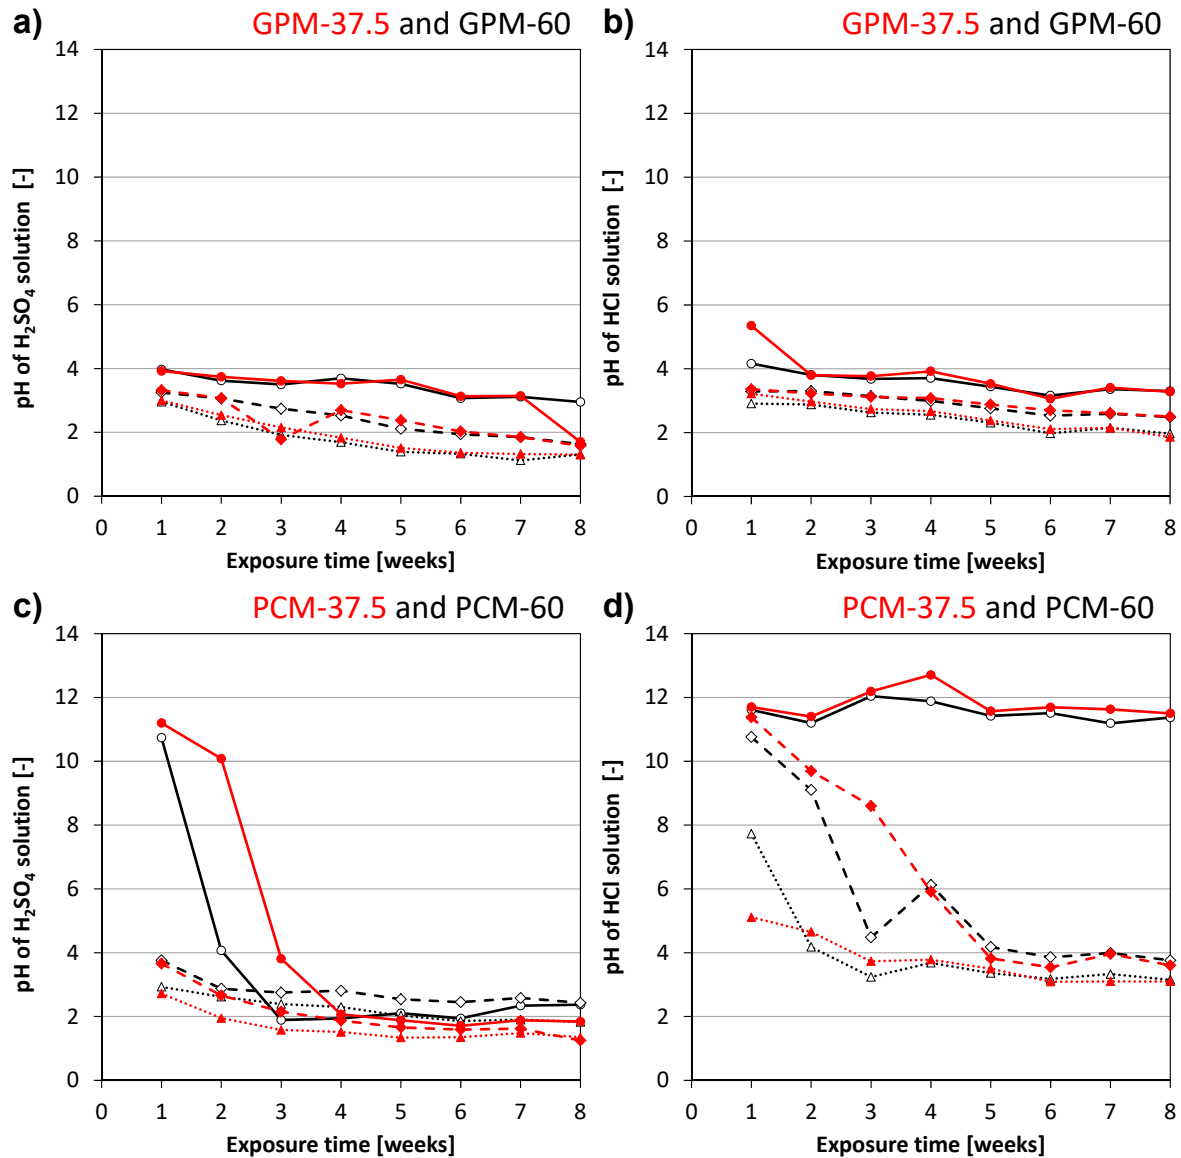 a) GPM-37.5 and GPM-60
14
12
10
8
6
4
2
0
pH of H₂SO₄ solution [-]
0 1 2 3 4 5 6 7 8
Exposure time [weeks]
b) GPM-37.5 and GPM-60
14
12
10
8
6
4
2
0
pH of HCl solution [-]
0 1 2 3 4 5 6 7 8
Exposure time [weeks]
c) PCM-37.5 and PCM-60
14
12
10
8
6
4
2
0
pH of H₂SO₄ solution [-]
0 1 2 3 4 5 6 7 8
Exposure time [weeks]
d) PCM-37.5 and PCM-60
14
12
10
8
6
4
2
0
pH of HCl solution [-]
0 1 2 3 4 5 6 7 8
Exposure time [weeks]